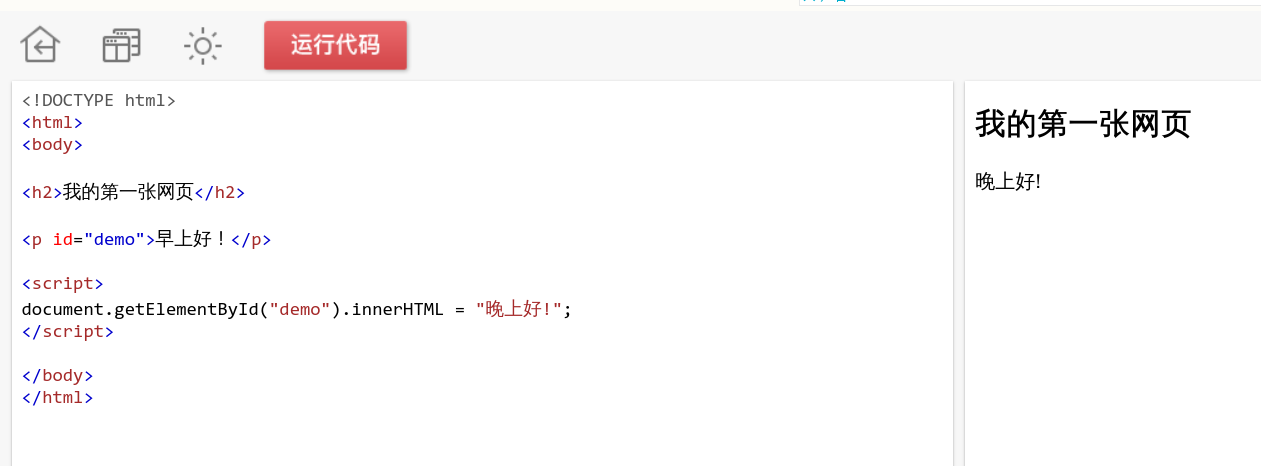 运行代码
<!DOCTYPE html>
<html>
<body>
<h2>我的第一张网页</h2>
<p id="demo">早上好！</p>
<script>
document.getElementById("demo").innerHTML = "晚上好!";
</script>
</body>
</html>
我的第一张网页
晚上好!